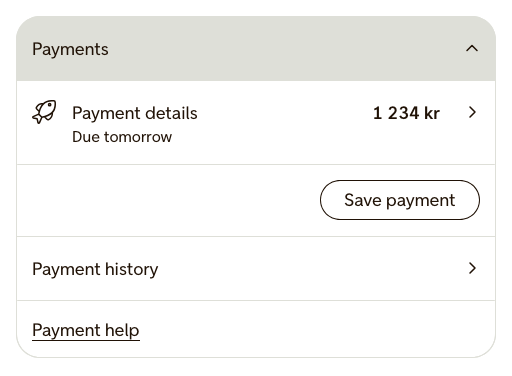 Payments
Payment details
1 234 kr
Due tomorrow
Save payment
Payment history
Payment help